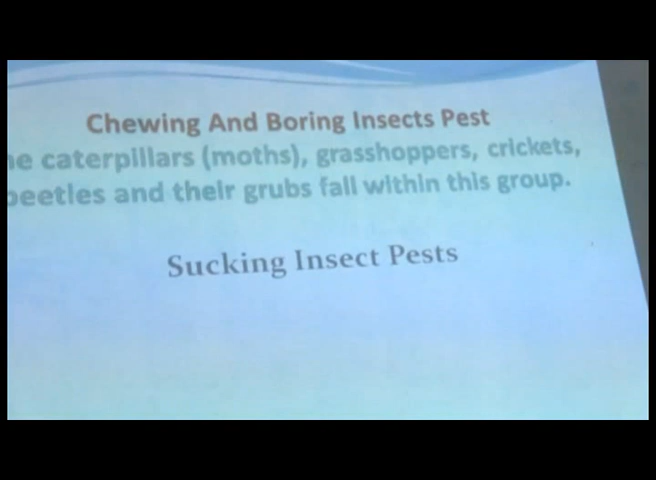 Chewing And Boring Insects Pest
caterpillars (moths), grasshoppers, crickets,
and their grubs fall within this group.
Sucking Insect Pests